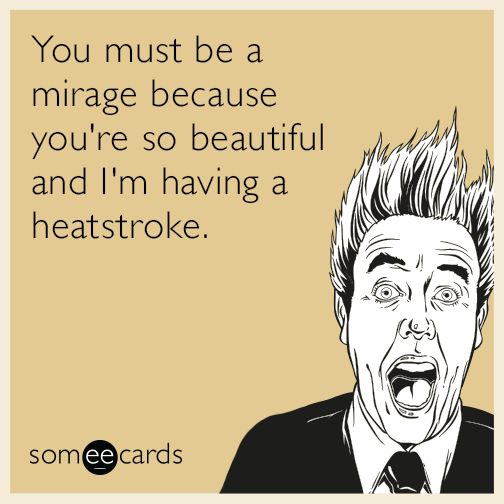 You must be a
mirage because
you're so beautiful
and I'm having a
heatstroke.
someecards